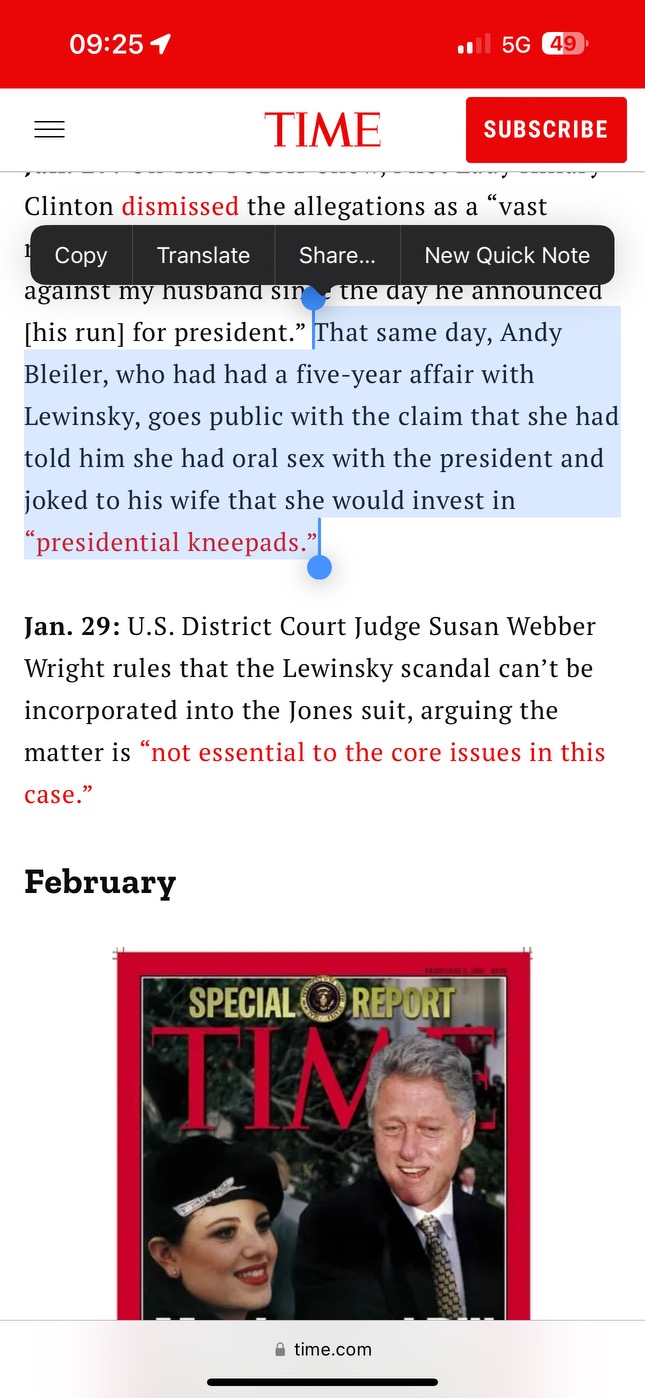 09:25
5G
49
TIME
SUBSCRIBE
Clinton dismissed the allegations as a “vast
Copy
Translate
Share...
New Quick Note
against my husband since the day he announced
[his run] for president.” That same day, Andy
Bleiler, who had had a five-year affair with
Lewinsky, goes public with the claim that she had
told him she had oral sex with the president and
joked to his wife that she would invest in
“presidential kneepads.”
Jan. 29: U.S. District Court Judge Susan Webber
Wright rules that the Lewinsky scandal can’t be
incorporated into the Jones suit, arguing the
matter is “not essential to the core issues in this
case.”
February
SPECIAL REPORT
TIME
time.com